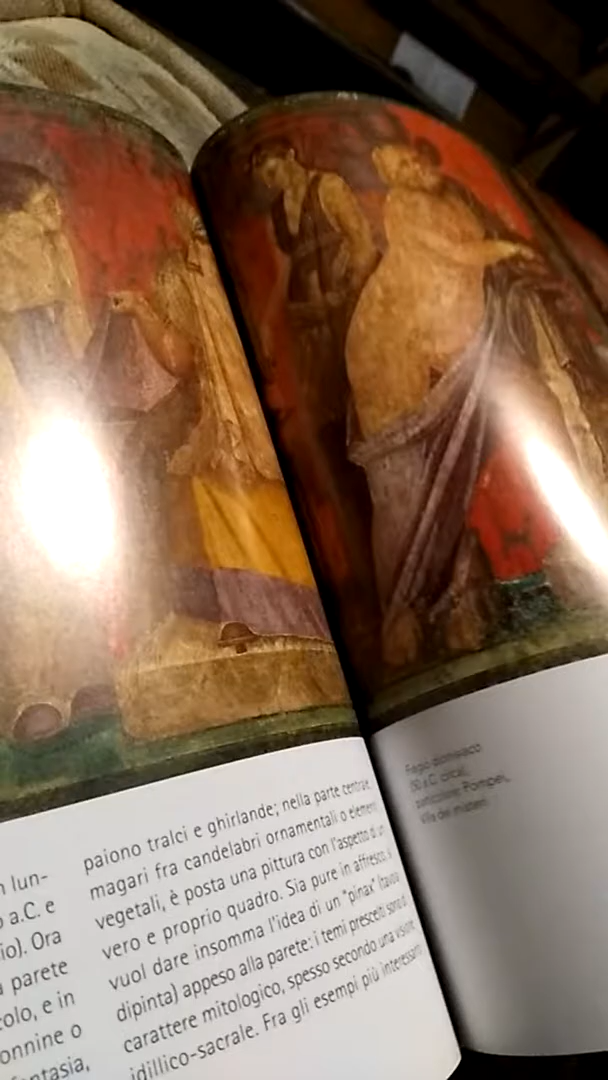 n lun-
o a.C. e
io). Ora
a parete
colo, e in
onnine o
fantasia,
paiono tralci e ghirlande; nella parte centrale
magari fra candelabri ornamentali o elementi
vegetali, è posta una pittura con l'aspetto di un
vero e proprio quadro. Sia pure in affresco, si
vuol dare insomma l'idea di un "pinax" (tavola
dipinta) appeso alla parete: i temi prescelti sono di
carattere mitologico, spesso secondo una visione
idillico-sacrale. Fra gli esempi più interessanti
Fregio dionisiaco
(50 a.C. circa),
particolare; Pompei,
Villa dei misteri